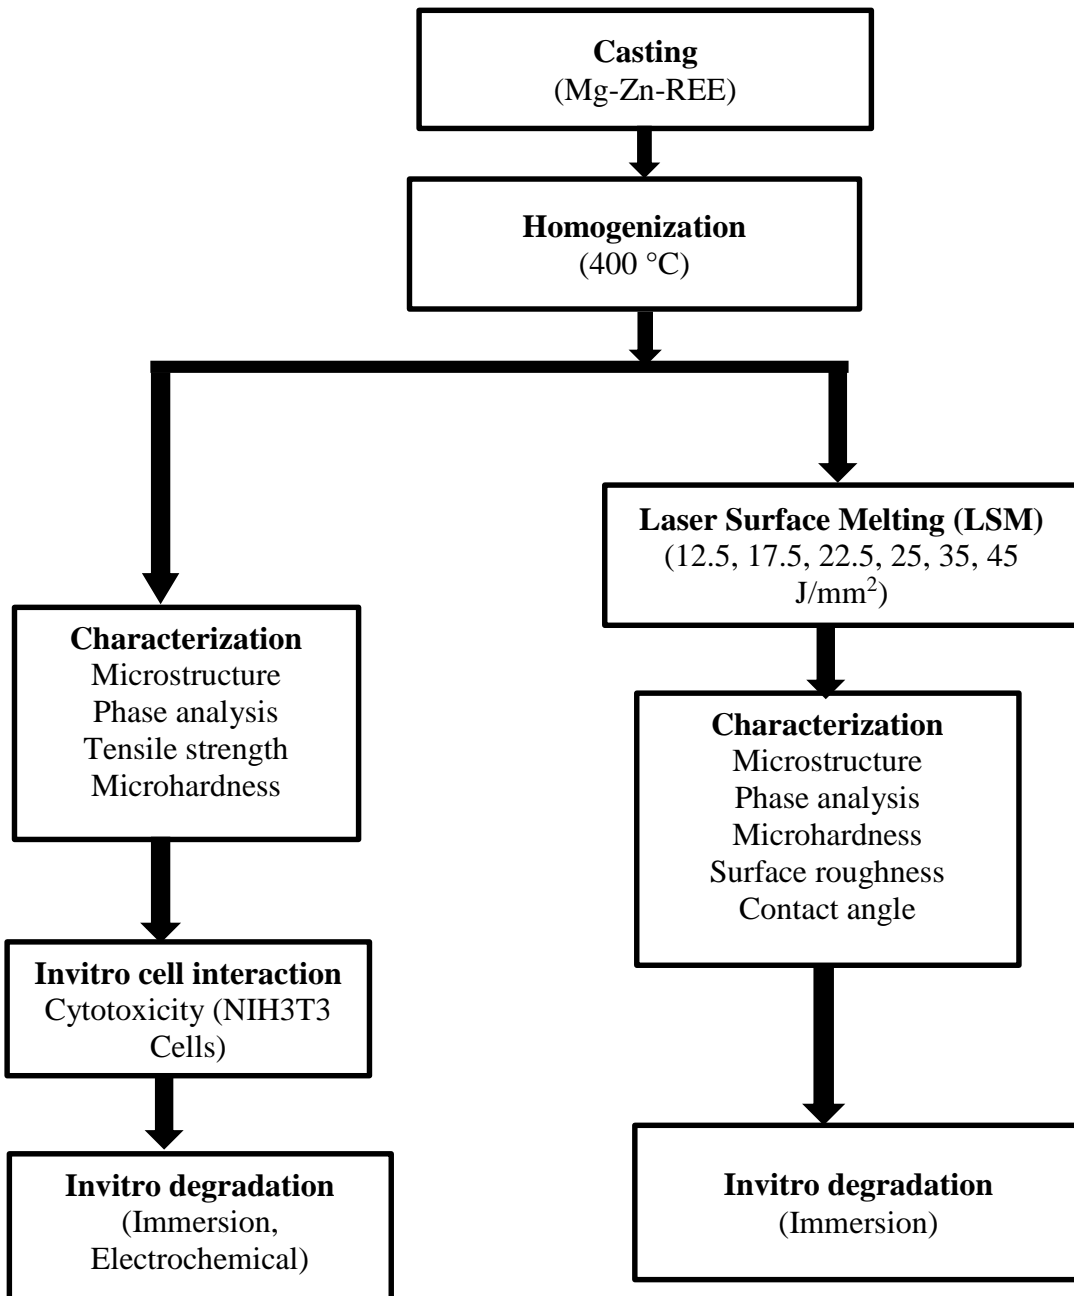 Casting
(Mg-Zn-REE)
Homogenization
(400 °C)
Laser Surface Melting (LSM)
(12.5, 17.5, 22.5, 25, 35, 45
J/mm²)
Characterization
Microstructure
Phase analysis
Tensile strength
Microhardness
Characterization
Microstructure
Phase analysis
Microhardness
Surface roughness
Contact angle
Invitro cell interaction
Cytotoxicity (NIH3T3
Cells)
Invitro degradation
(Immersion,
Electrochemical)
Invitro degradation
(Immersion)